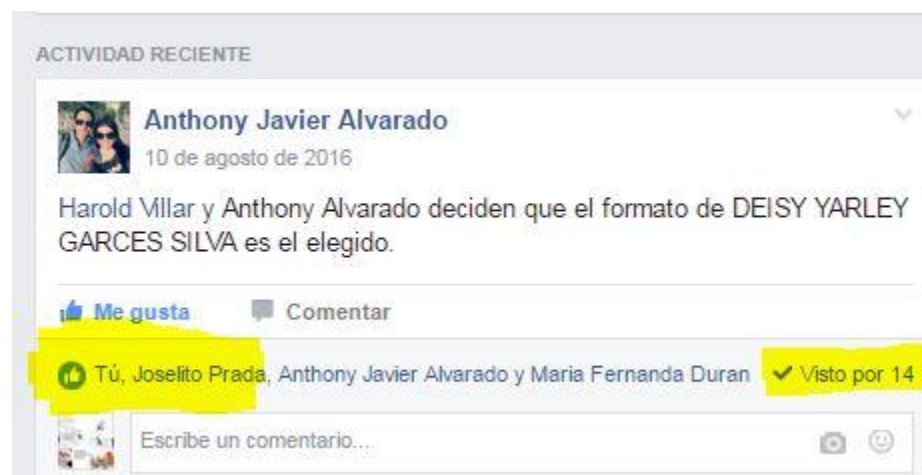 ACTIVIDAD RECIENTE
Anthony Javier Alvarado
10 de agosto de 2016
Harold Villar y Anthony Alvarado deciden que el formato de DEISY YARLEY
GARCES SILVA es el elegido.
Me gusta Comentar
Tú, Joselito Prada, Anthony Javier Alvarado y Maria Fernanda Duran Visto por 14
Escribe un comentario...